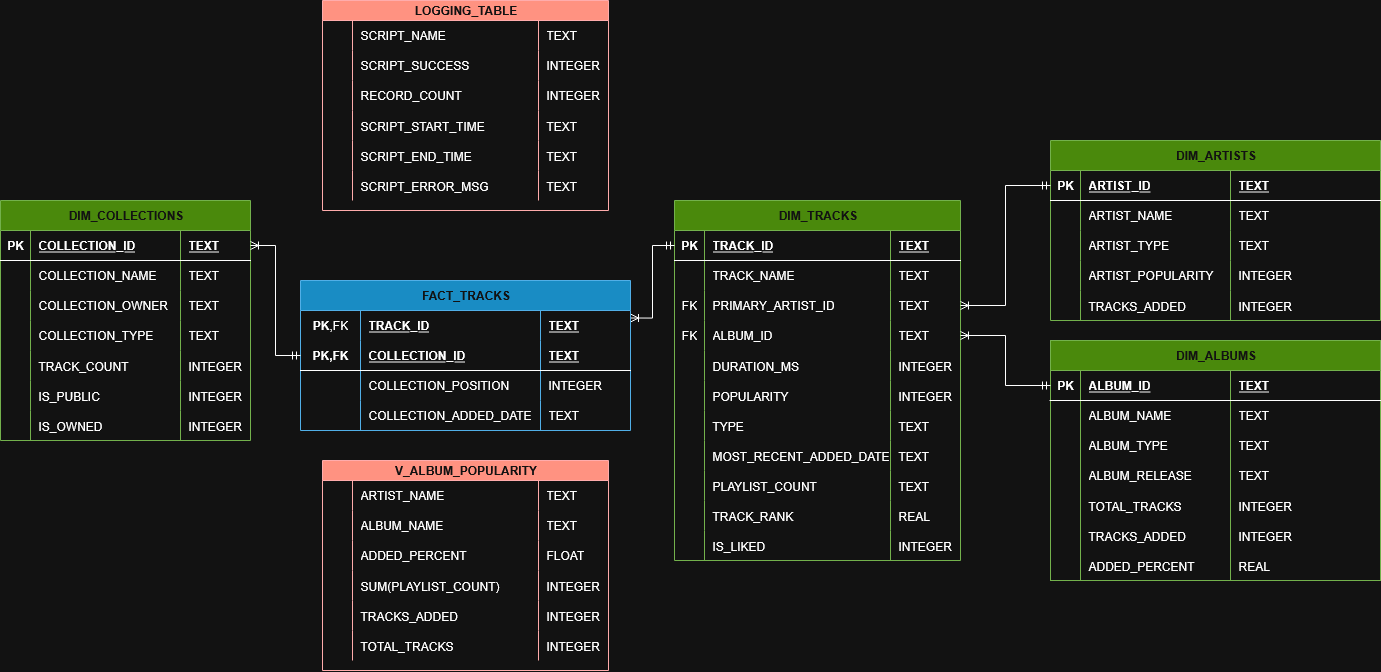 LOGGING_TABLE
SCRIPT_NAME TEXT
SCRIPT_SUCCESS INTEGER
RECORD_COUNT INTEGER
SCRIPT_START_TIME TEXT
SCRIPT_END_TIME TEXT
SCRIPT_ERROR_MSG TEXT
DIM_COLLECTIONS
PK COLLECTION_ID TEXT
COLLECTION_NAME TEXT
COLLECTION_OWNER TEXT
COLLECTION_TYPE TEXT
TRACK_COUNT INTEGER
IS_PUBLIC INTEGER
IS_OWNED INTEGER
FACT_TRACKS
PK,FK TRACK_ID TEXT
PK,FK COLLECTION_ID TEXT
COLLECTION_POSITION INTEGER
COLLECTION_ADDED_DATE TEXT
V_ALBUM_POPULARITY
ARTIST_NAME TEXT
ALBUM_NAME TEXT
ADDED_PERCENT FLOAT
SUM(PLAYLIST_COUNT) INTEGER
TRACKS_ADDED INTEGER
TOTAL_TRACKS INTEGER
DIM_TRACKS
PK TRACK_ID TEXT
TRACK_NAME TEXT
FK PRIMARY_ARTIST_ID TEXT
FK ALBUM_ID TEXT
DURATION_MS INTEGER
POPULARITY INTEGER
TYPE TEXT
MOST_RECENT_ADDED_DATE TEXT
PLAYLIST_COUNT TEXT
TRACK_RANK REAL
IS_LIKED INTEGER
DIM_ARTISTS
PK ARTIST_ID TEXT
ARTIST_NAME TEXT
ARTIST_TYPE TEXT
ARTIST_POPULARITY INTEGER
TRACKS_ADDED INTEGER
DIM_ALBUMS
PK ALBUM_ID TEXT
ALBUM_NAME TEXT
ALBUM_TYPE TEXT
ALBUM_RELEASE TEXT
TOTAL_TRACKS INTEGER
TRACKS_ADDED INTEGER
ADDED_PERCENT REAL